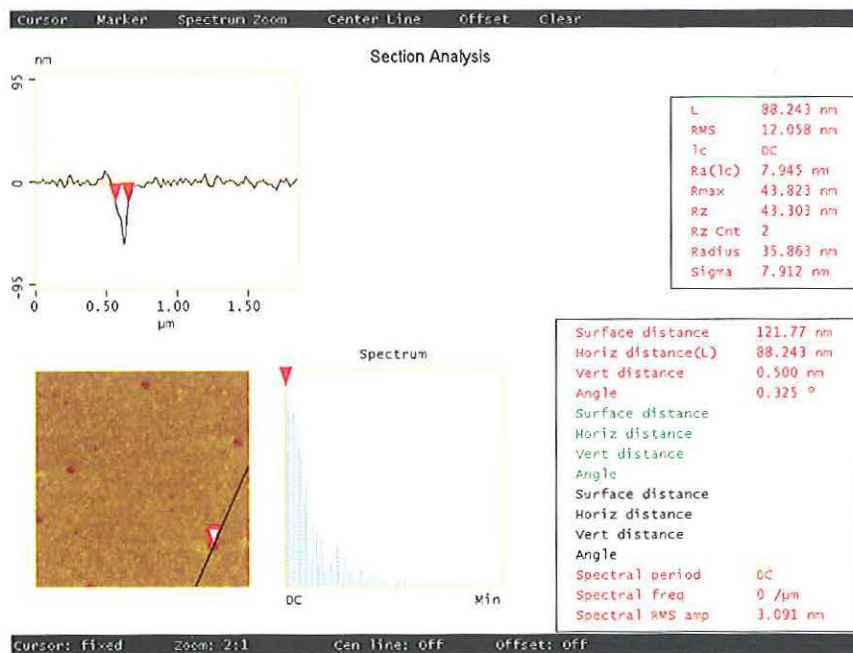 Cursor Marker Spectrum Zoom Center Line Offset Clear
Section Analysis
nm
95
0
-95
0 0.50 1.00 1.50
µm
L 88.243 nm
RMS 12.058 nm
lc DC
Ra(lc) 7.945 nm
Rmax 43.823 nm
Rz 43.303 nm
Rz Cnt 2
Radius 35.863 nm
Sigma 7.912 nm
Spectrum
DC Min
Surface distance 121.77 nm
Horiz distance(L) 88.243 nm
Vert distance 0.500 nm
Angle 0.325 °
Surface distance
Horiz distance
Vert distance
Angle
Surface distance
Horiz distance
Vert distance
Angle
Spectral period DC
Spectral freq 0 /µm
Spectral RMS amp 3.091 nm
Cursor: fixed Zoom: 2:1 Cen line: Off Offset: Off